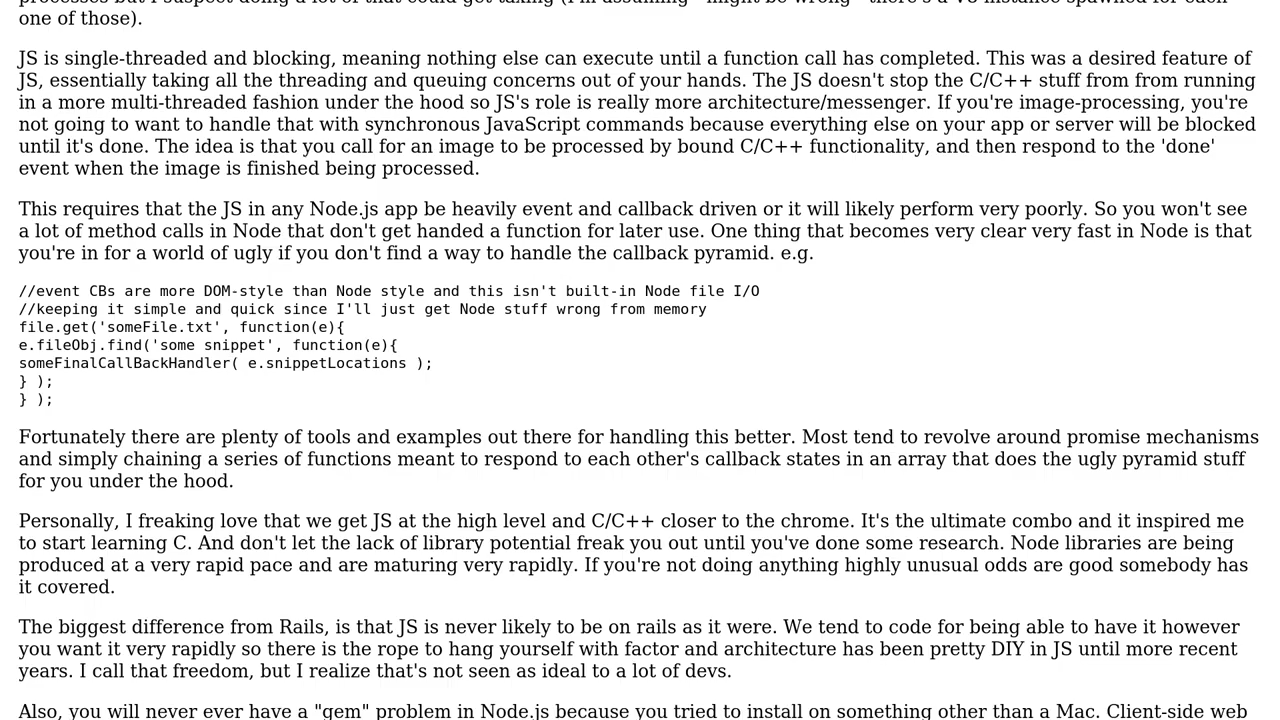 one of those).
JS is single-threaded and blocking, meaning nothing else can execute until a function call has completed. This was a desired feature of
JS, essentially taking all the threading and queuing concerns out of your hands. The JS doesn't stop the C/C++ stuff from from running
in a more multi-threaded fashion under the hood so JS's role is really more architecture/messenger. If you're image-processing, you're
not going to want to handle that with synchronous JavaScript commands because everything else on your app or server will be blocked
until it's done. The idea is that you call for an image to be processed by bound C/C++ functionality, and then respond to the 'done'
event when the image is finished being processed.
This requires that the JS in any Node.js app be heavily event and callback driven or it will likely perform very poorly. So you won't see
a lot of method calls in Node that don't get handed a function for later use. One thing that becomes very clear very fast in Node is that
you're in for a world of ugly if you don't find a way to handle the callback pyramid. e.g.
//event CBs are more DOM-style than Node style and this isn't built-in Node file I/O
//keeping it simple and quick since I'll just get Node stuff wrong from memory
file.get('someFile.txt', function(e){
e.fileObj.find('some snippet', function(e){
someFinalCallBackHandler( e.snippetLocations );
} );
} );
Fortunately there are plenty of tools and examples out there for handling this better. Most tend to revolve around promise mechanisms
and simply chaining a series of functions meant to respond to each other's callback states in an array that does the ugly pyramid stuff
for you under the hood.
Personally, I freaking love that we get JS at the high level and C/C++ closer to the chrome. It's the ultimate combo and it inspired me
to start learning C. And don't let the lack of library potential freak you out until you've done some research. Node libraries are being
produced at a very rapid pace and are maturing very rapidly. If you're not doing anything highly unusual odds are good somebody has
it covered.
The biggest difference from Rails, is that JS is never likely to be on rails as it were. We tend to code for being able to have it however
you want it very rapidly so there is the rope to hang yourself with factor and architecture has been pretty DIY in JS until more recent
years. I call that freedom, but I realize that's not seen as ideal to a lot of devs.
Also, you will never ever have a "gem" problem in Node.js because you tried to install on something other than a Mac. Client-side web